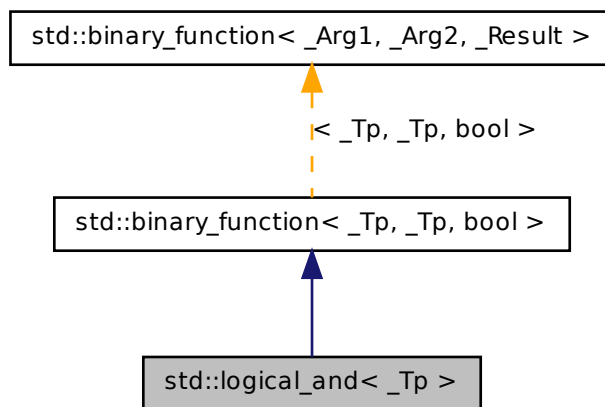 std::binary_function< _Arg1, _Arg2, _Result >
< _Tp, _Tp, bool >
std::binary_function< _Tp, _Tp, bool >
std::logical_and< _Tp >